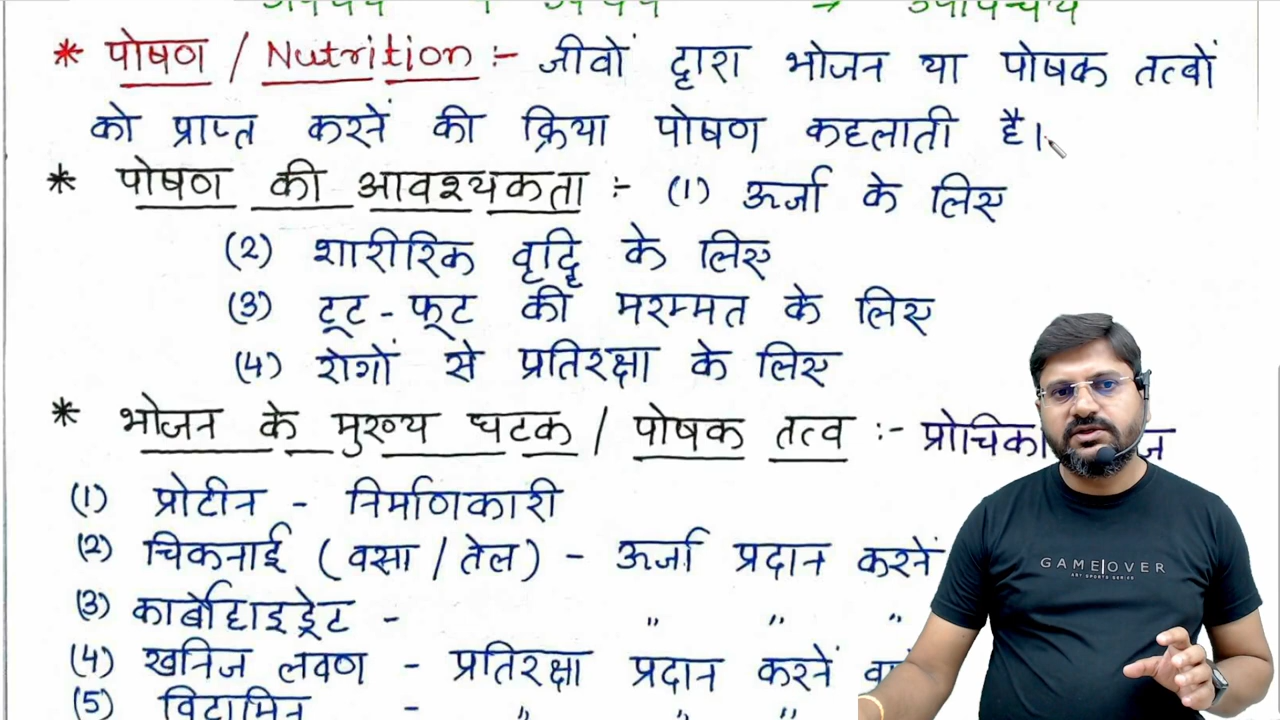 * पोषण / Nutrition :- जीवों द्वारा भोजन या पोषक तत्वों
को प्राप्त करनें की क्रिया पोषण कहलाती है।
* पोषण की आवश्यकता :- (1) ऊर्जा के लिए
(2) शारीरिक वृद्धि के लिए
(3) टूट-फूट की मरम्मत के लिए
(4) रोगों से प्रतिरक्षा के लिए
* भोजन के मुख्य घटक / पोषक तत्व :-
(1) प्रोटीन - निर्माणकारी
(2) चिकनाई (वसा / तेल) - ऊर्जा प्रदान करनें
(3) कार्बोहाइड्रेट - " " "
(4) खनिज लवण - प्रतिरक्षा प्रदान करनें
(5) विटामिन - " " "
GAME OVER